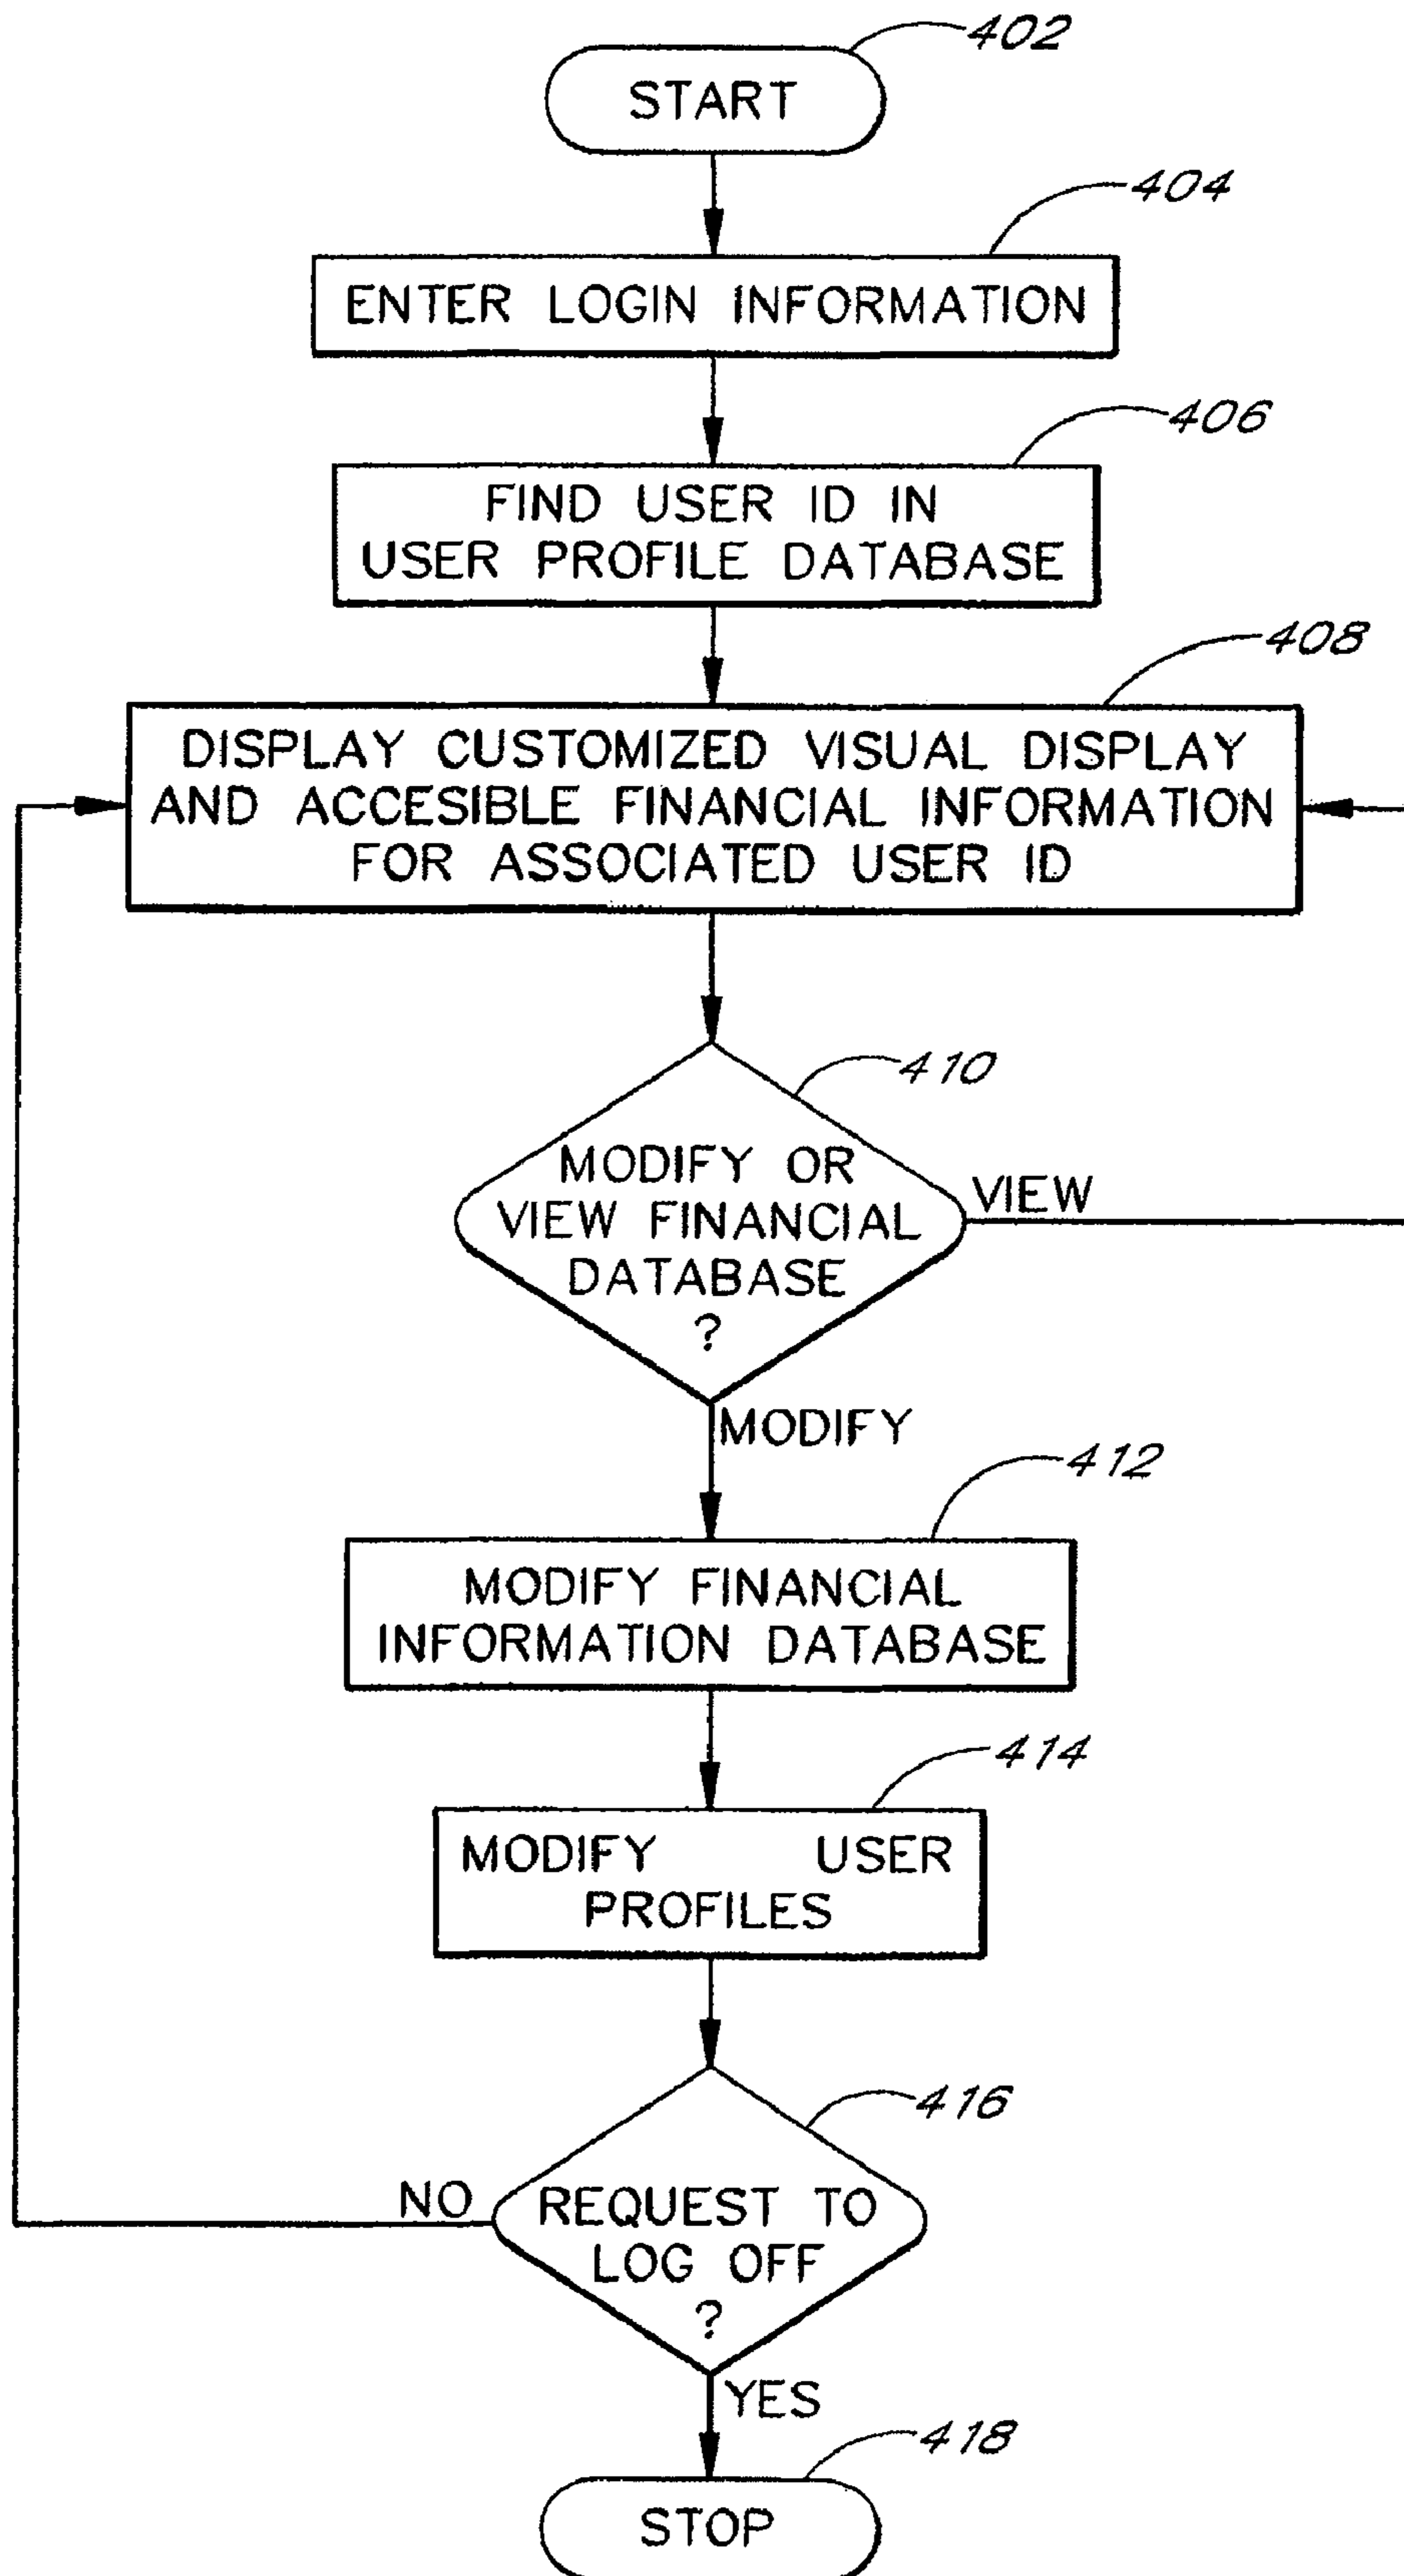 402
START
404
ENTER LOGIN INFORMATION
406
FIND USER ID IN
USER PROFILE DATABASE
408
DISPLAY CUSTOMIZED VISUAL DISPLAY
AND ACCESIBLE FINANCIAL INFORMATION
FOR ASSOCIATED USER ID
410
MODIFY OR
VIEW FINANCIAL
DATABASE
?
VIEW
MODIFY
412
MODIFY FINANCIAL
INFORMATION DATABASE
414
MODIFY USER
PROFILES
416
REQUEST TO
LOG OFF
?
NO
YES
418
STOP